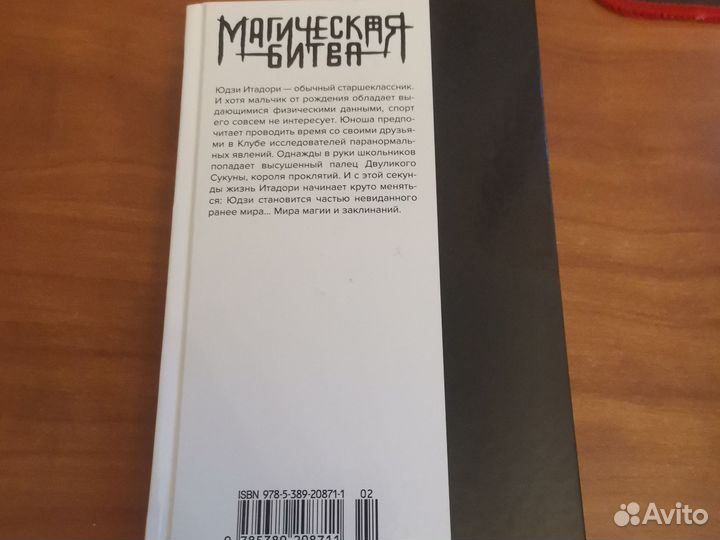 МАГИЧЕСКАЯ
БИТВА
Юдзи Итадори — обычный старшеклассник.
И хотя мальчик от рождения обладает вы-
дающимися физическими данными, спорт
его совсем не интересует. Юноша предпо-
читает проводить время со своими друзья-
ми в Клубе исследователей паранормаль-
ных явлений. Однажды в руки школьников
попадает высушенный палец Двуликого
Сукуны, короля проклятий. И с этой секун-
ды жизнь Итадори начинает круто менять-
ся: Юдзи становится частью невиданного
ранее мира... Мира магии и заклинаний.
ISBN 978-5-389-20871-1 02
9 785389 208711
Avito